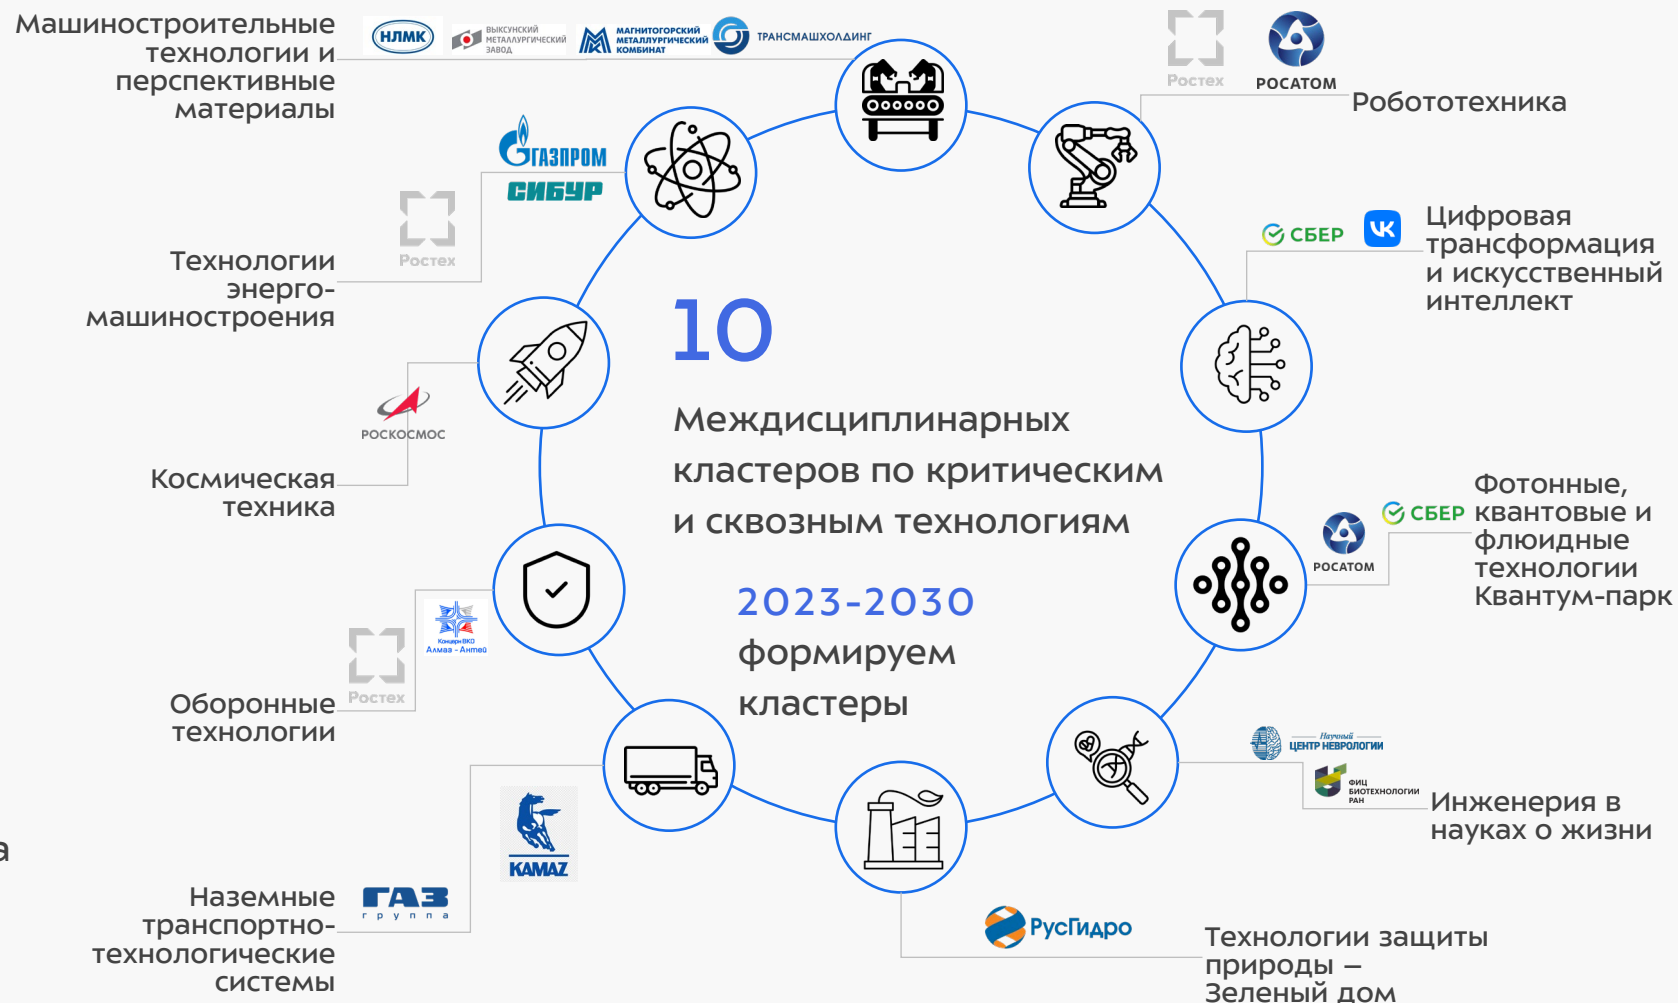 Машиностроительные
технологии и
перспективные
материалы
НЛМК
ВЫКСУНСКИЙ
МЕТАЛЛУРГИЧЕСКИЙ
ЗАВОД
МАГНИТОГОРСКИЙ
МЕТАЛЛУРГИЧЕСКИЙ
КОМБИНАТ
ТРАНСМАШХОЛДИНГ
Ростех
РОСАТОМ
Робототехника
ГАЗПРОМ
СИБУР
Ростех
Технологии
энерго-
машиностроения
СБЕР
VK
Цифровая
трансформация
и искусственный
интеллект
10
Междисциплинарных
кластеров по критическим
и сквозным технологиям
2023-2030
формируем
кластеры
РОСКОСМОС
Космическая
техника
РОСАТОМ
СБЕР
Фотонные,
квантовые и
флюидные
технологии
Квантум-парк
Ростех
Концерн ВКО
Алмаз - Антей
Оборонные
технологии
Научный
ЦЕНТР НЕВРОЛОГИИ
ФИЦ
БИОТЕХНОЛОГИИ
РАН
Инженерия в
науках о жизни
а
KAMAZ
ГАЗ
группа
Наземные
транспортно-
технологические
системы
РусГидро
Технологии защиты
природы –
Зеленый дом